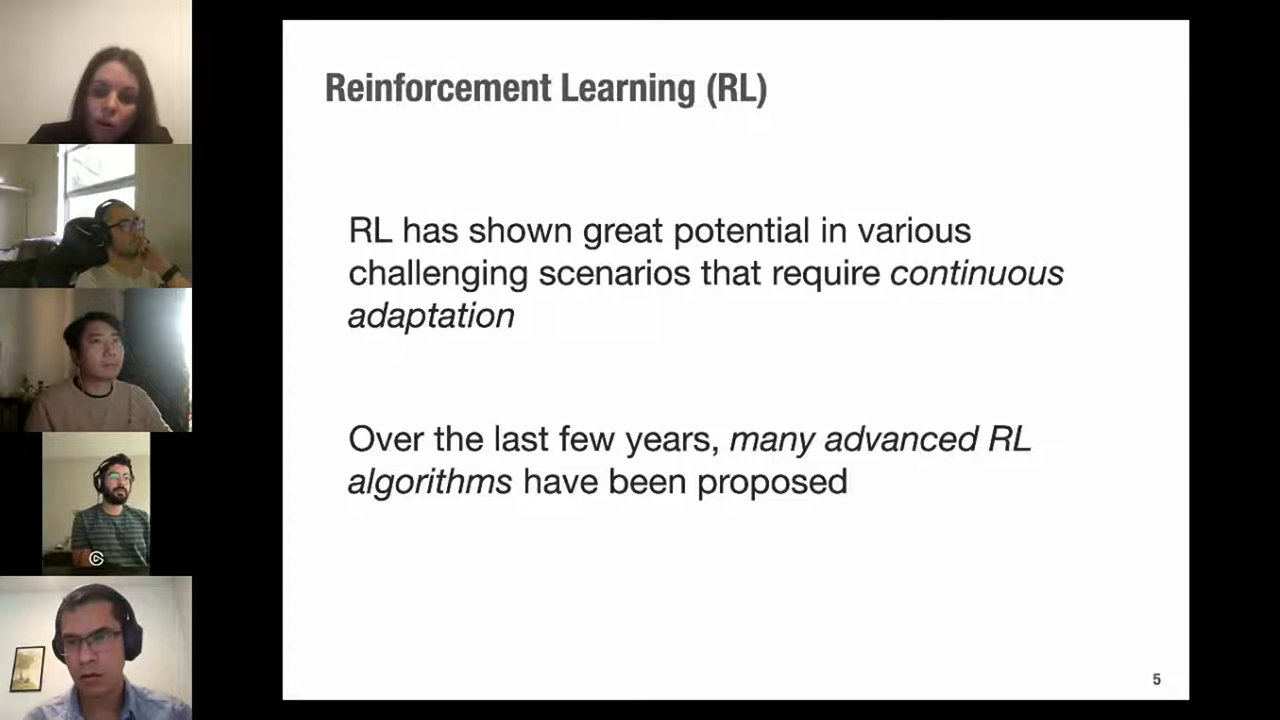 Reinforcement Learning (RL)
RL has shown great potential in various
challenging scenarios that require continuous
adaptation
Over the last few years, many advanced RL
algorithms have been proposed
5